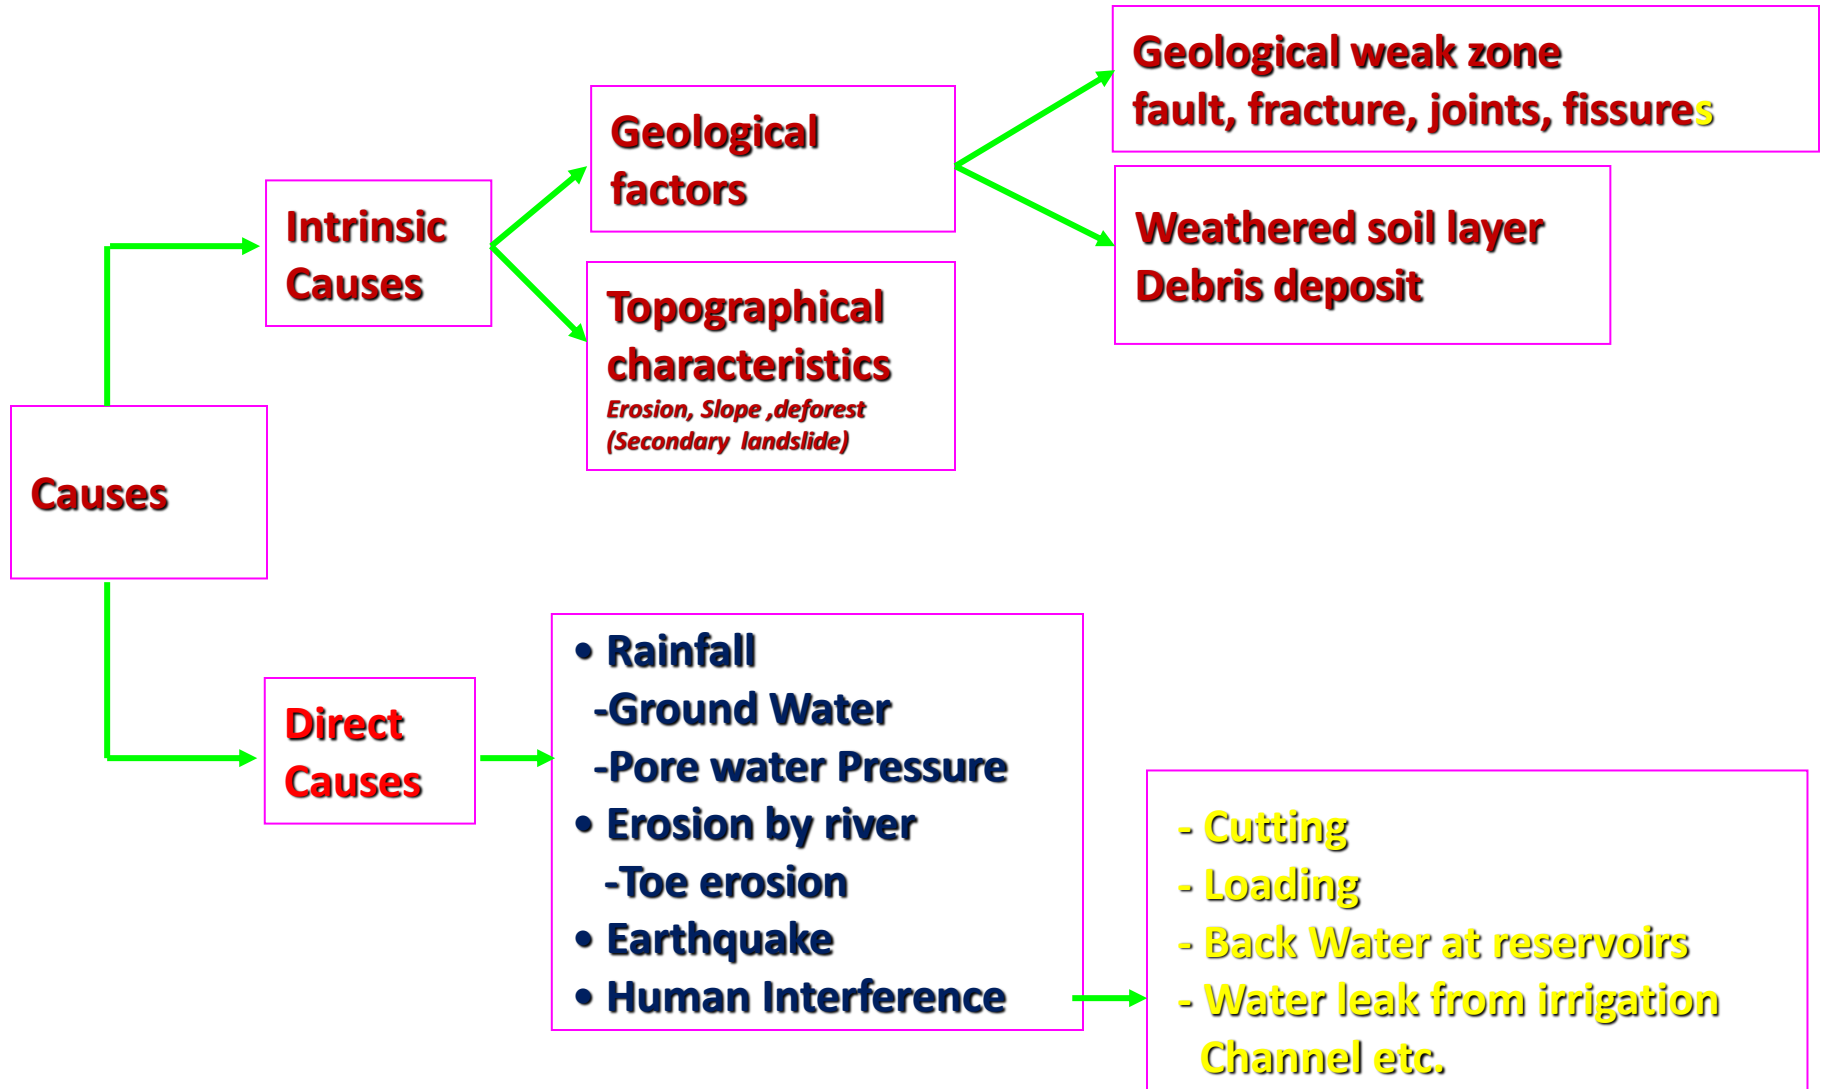 Causes
Intrinsic
Causes
Geological
factors
Geological weak zone
fault, fracture, joints, fissures
Weathered soil layer
Debris deposit
Topographical
characteristics
Erosion, Slope ,deforest
(Secondary landslide)
Direct
Causes
• Rainfall
-Ground Water
-Pore water Pressure
• Erosion by river
-Toe erosion
• Earthquake
• Human Interference
- Cutting
- Loading
- Back Water at reservoirs
- Water leak from irrigation
Channel etc.